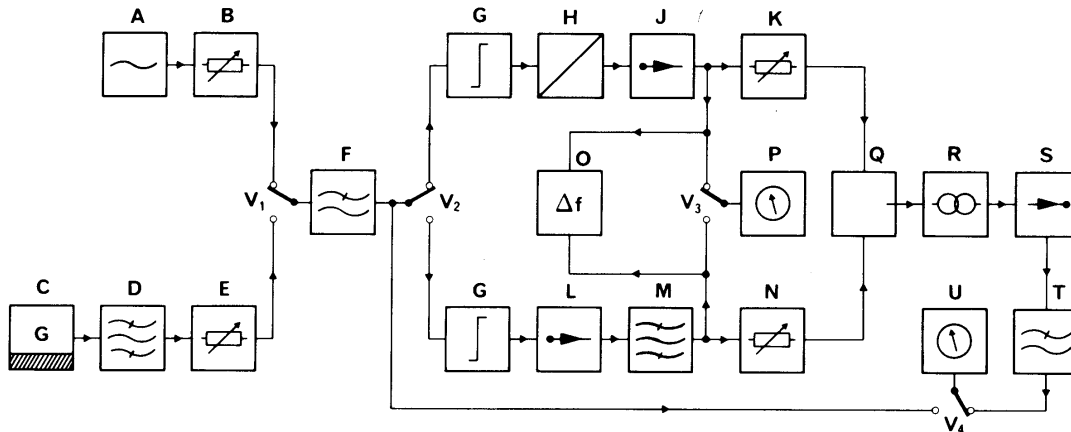 A B G H J K
F V₁ V₂ O V₃ P Q R S
Δf
C D E G L M N U T
G
V₄